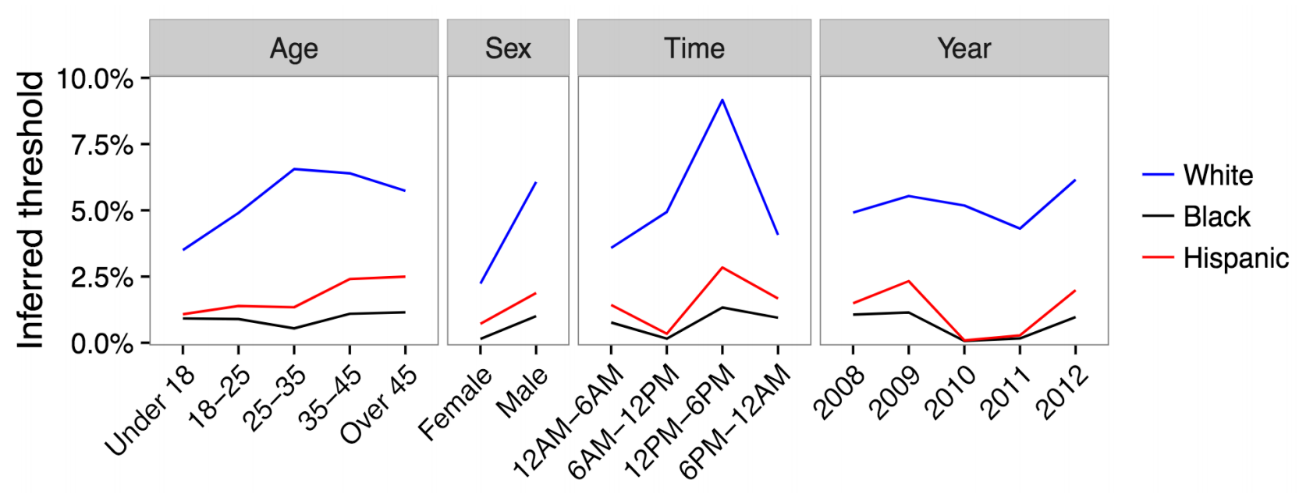 Age Sex Time Year
Inferred threshold
10.0%
7.5%
5.0%
2.5%
0.0%
Under 18
18–25
25–35
35–45
Over 45
Female
Male
12AM–6AM
6AM–12PM
12PM–6PM
6PM–12AM
2008
2009
2010
2011
2012
White
Black
Hispanic